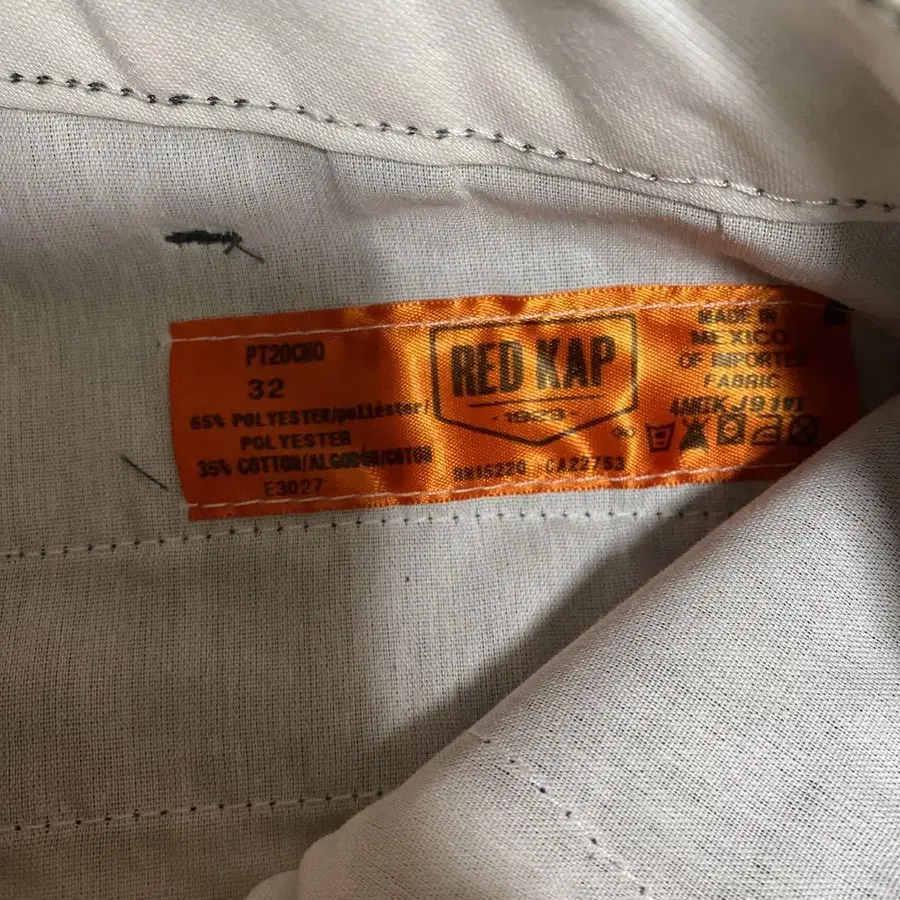 PT20CHO
32
65% POLYESTER/poliéster/
POLYESTER
35% COTTON/ALGODÓN/COTON
E3027
RED KAP
-1923-
RN15220 CA22753
MADE IN
MEXICO
OF IMPORTED
FABRIC